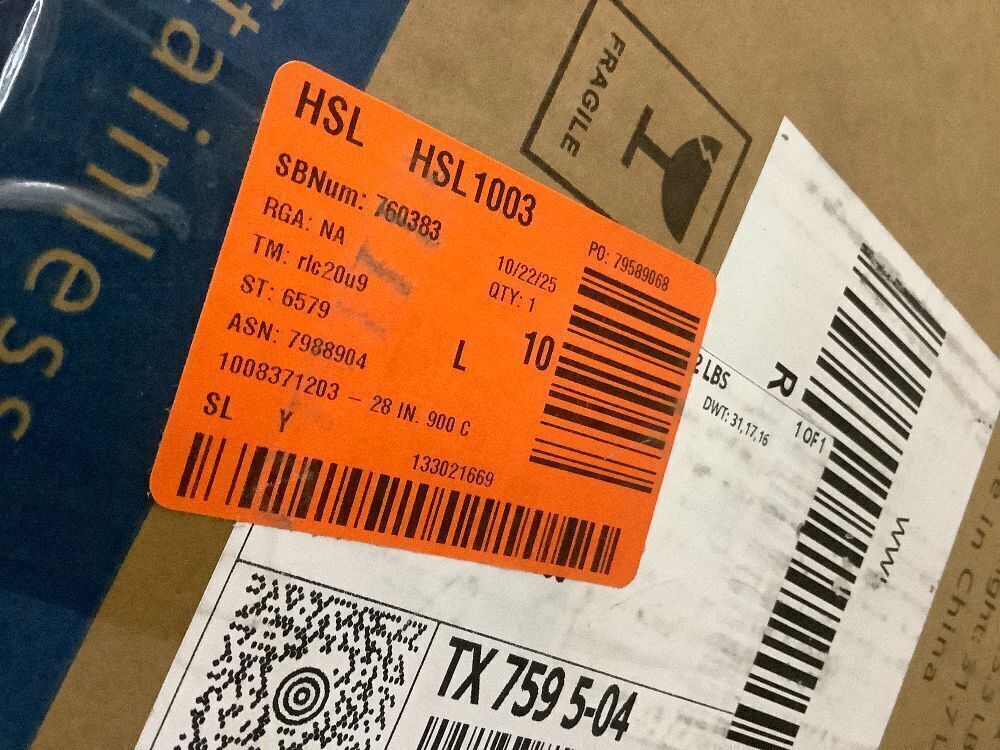 tainless
FRAGILE
HSL HSL1003
SBNum: 760383
RGA: NA
TM: rlc20u9
ST: 6579
ASN: 7988904
1008371203 - 28 IN. 900 C
SL Y
133021669
10/22/25
QTY: 1
L 10
PO: 79589068
LBS
DWT: 31,17,16
1 OF 1
R
TX 759 5-04
in China